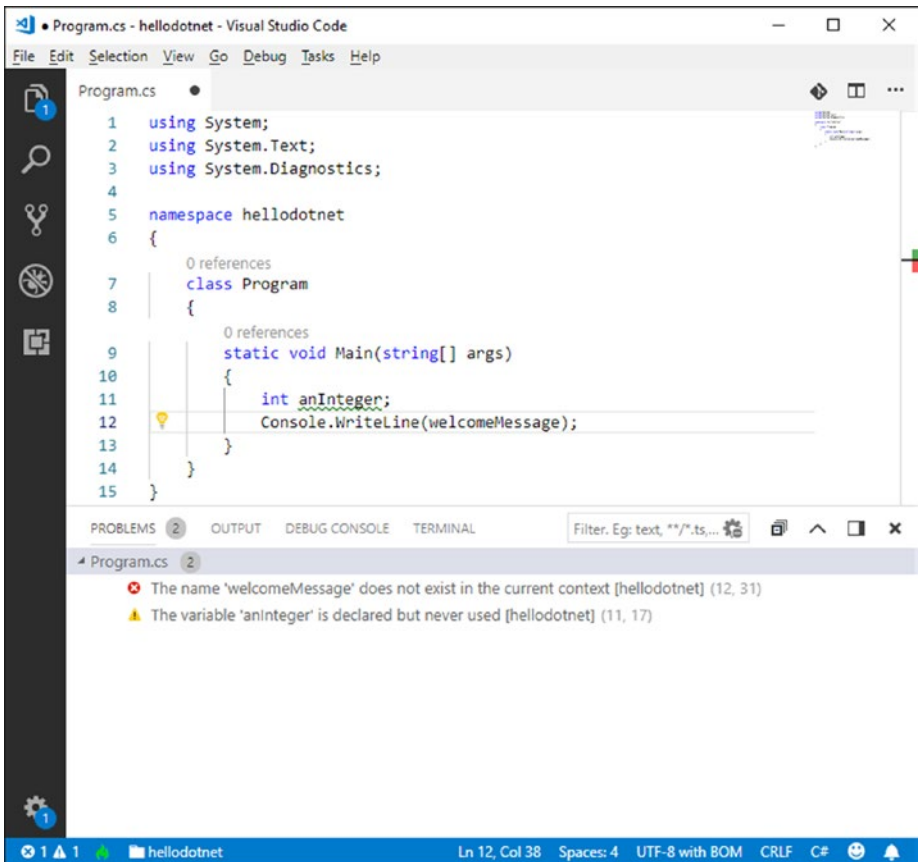 ● Program.cs - hellodotnet - Visual Studio Code
File Edit Selection View Go Debug Tasks Help
1
Program.cs ●
1 using System;
2 using System.Text;
3 using System.Diagnostics;
4
5 namespace hellodotnet
6 {
0 references
7 class Program
8 {
0 references
9 static void Main(string[] args)
10 {
11 int anInteger;
12 Console.WriteLine(welcomeMessage);
13 }
14 }
15 }
PROBLEMS 2 OUTPUT DEBUG CONSOLE TERMINAL Filter. Eg: text, **/*.ts,...
Program.cs 2
The name 'welcomeMessage' does not exist in the current context [hellodotnet] (12, 31)
The variable 'anInteger' is declared but never used [hellodotnet] (11, 17)
1
1 1 hellodotnet Ln 12, Col 38 Spaces: 4 UTF-8 with BOM CRLF C#